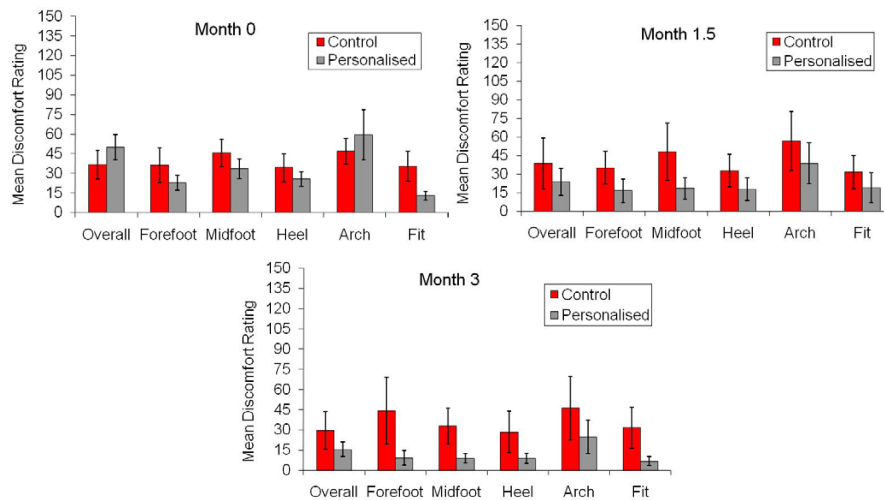 Month 0
Control
Personalised
Mean Discomfort Rating
150
135
120
105
90
75
60
45
30
15
0
Overall Forefoot Midfoot Heel Arch Fit
Month 1.5
Control
Personalised
Mean Discomfort Rating
150
135
120
105
90
75
60
45
30
15
0
Overall Forefoot Midfoot Heel Arch Fit
Month 3
Control
Personalised
Mean Discomfort Rating
150
135
120
105
90
75
60
45
30
15
0
Overall Forefoot Midfoot Heel Arch Fit